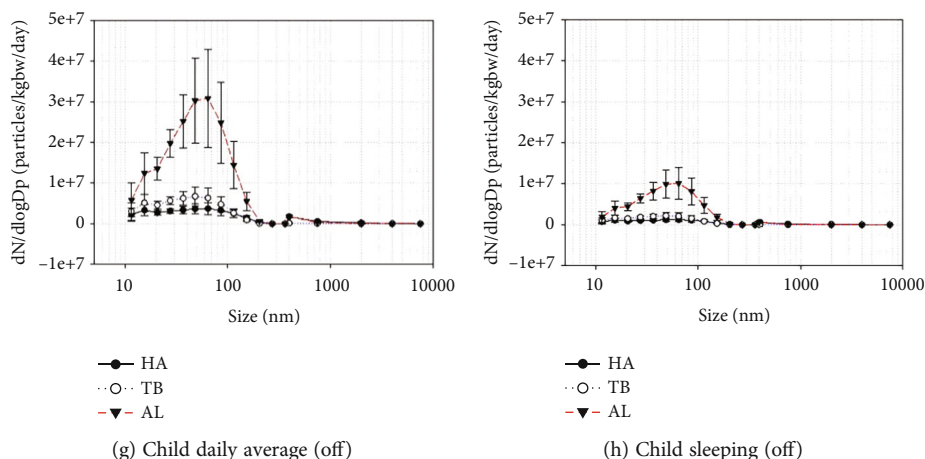 5e+7
4e+7
3e+7
2e+7
1e+7
0
−1e+7
dN/dlogDp (particles/kgbw/day)
10
100
1000
10000
Size (nm)
HA
TB
AL
(g) Child daily average (off)
5e+7
4e+7
3e+7
2e+7
1e+7
0
−1e+7
dN/dlogDp (particles/kgbw/day)
10
100
1000
10000
Size (nm)
HA
TB
AL
(h) Child sleeping (off)